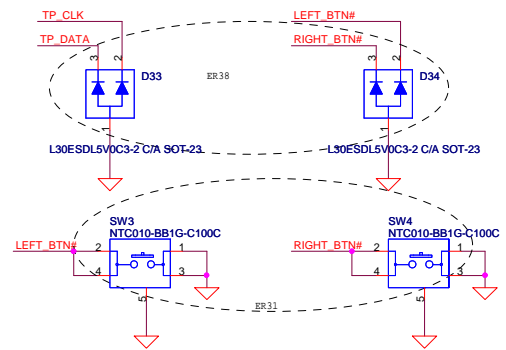 TP_CLK
LEFT_BTN#
TP_DATA
RIGHT_BTN#
3
2
3
2
D33
ER38
D34
1
1
L30ESDL5V0C3-2 C/A SOT-23
L30ESDL5V0C3-2 C/A SOT-23
SW3
NTC010-BB1G-C100C
SW4
NTC010-BB1G-C100C
LEFT_BTN#
2
1
RIGHT_BTN#
2
1
4
3
4
3
5
ER31
5